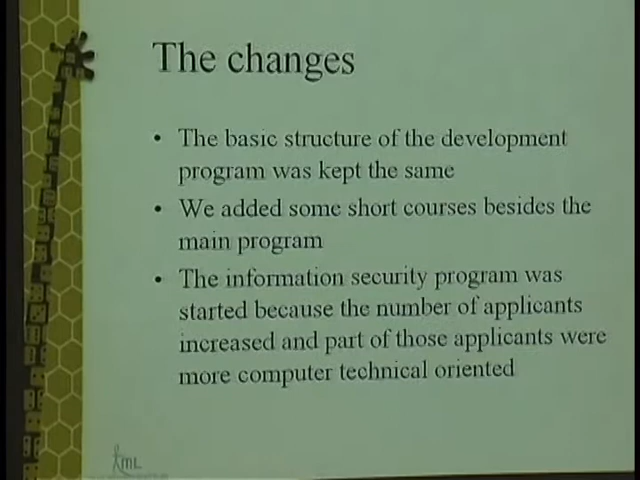 The changes
• The basic structure of the development
program was kept the same
• We added some short courses besides the
main program
• The information security program was
started because the number of applicants
increased and part of those applicants were
more computer technical oriented